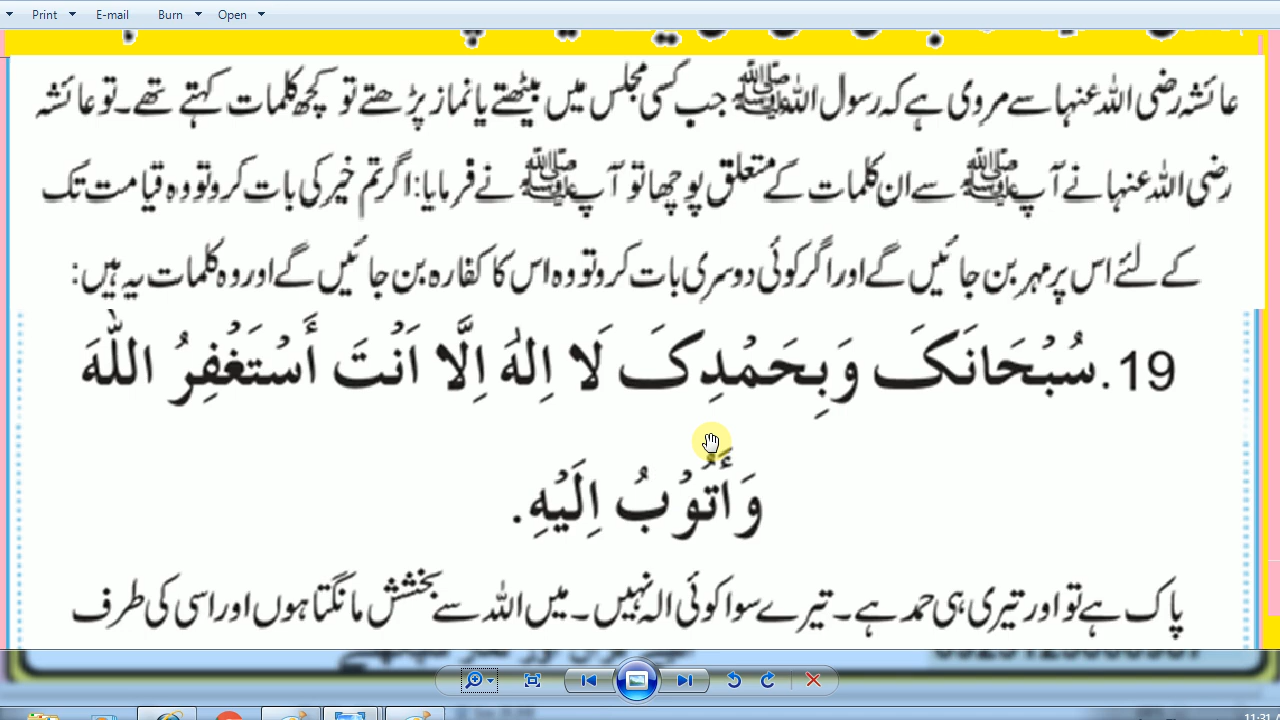 Print E-mail Burn Open
عائشہ رضی اللہ عنہا سے مروی ہے کہ رسول اللہ ﷺ جب کسی مجلس میں بیٹھتے یا نماز پڑھتے تو کچھ کلمات کہتے تھے۔ تو عائشہ
رضی اللہ عنہا نے آپ ﷺ سے ان کلمات کے متعلق پوچھا تو آپ ﷺ نے فرمایا: اگر تم خیر کی بات کرو تو وہ قیامت تک
کے لئے اس پر مہر بن جائیں گے اور اگر کوئی دوسری بات کرو تو وہ اس کا کفارہ بن جائیں گے اور وہ کلمات یہ ہیں:
19. سُبْحَانَکَ وَبِحَمْدِکَ لَا اِلٰهَ اِلَّا اَنْتَ أَسْتَغْفِرُ اللّٰهَ
وَأَتُوْبُ اِلَيْهِ.
پاک ہے تو اور تیری ہی حمد ہے۔ تیرے سوا کوئی الہ نہیں۔ میں اللہ سے بخشش مانگتا ہوں اور اسی کی طرف